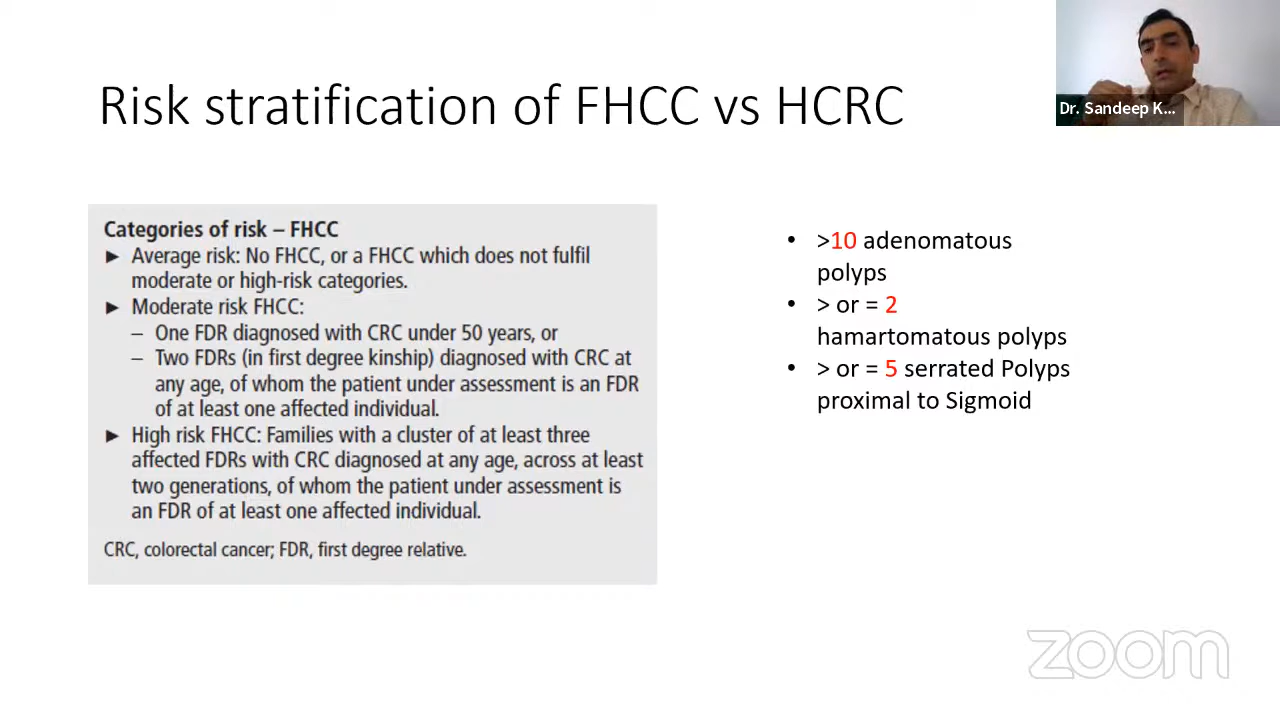 Risk stratification of FHCC vs HCRC
Dr. Sandeep K...
Categories of risk – FHCC
► Average risk: No FHCC, or a FHCC which does not fulfil
moderate or high-risk categories.
► Moderate risk FHCC:
– One FDR diagnosed with CRC under 50 years, or
– Two FDRs (in first degree kinship) diagnosed with CRC at
any age, of whom the patient under assessment is an FDR
of at least one affected individual.
► High risk FHCC: Families with a cluster of at least three
affected FDRs with CRC diagnosed at any age, across at least
two generations, of whom the patient under assessment is
an FDR of at least one affected individual.
CRC, colorectal cancer; FDR, first degree relative.
• >10 adenomatous
polyps
• > or = 2
hamartomatous polyps
• > or = 5 serrated Polyps
proximal to Sigmoid
zoom